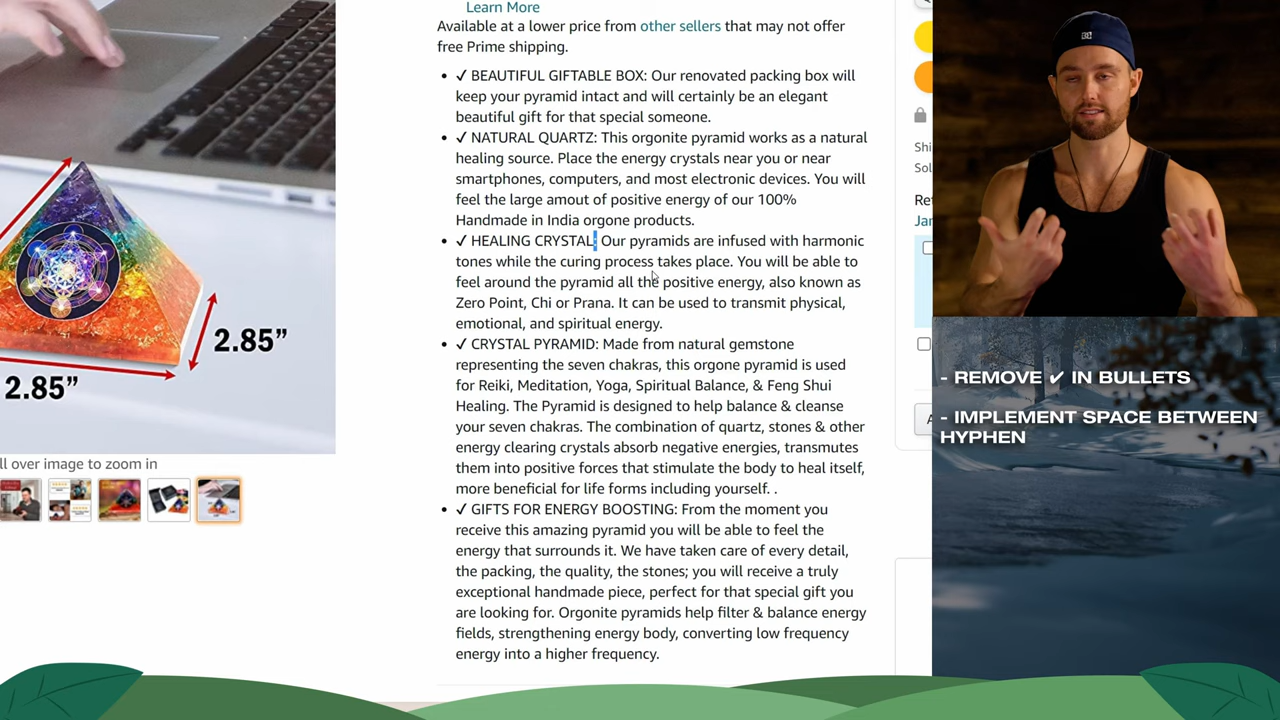 Learn More
Available at a lower price from other sellers that may not offer
free Prime shipping.
• ✓ BEAUTIFUL GIFTABLE BOX: Our renovated packing box will
keep your pyramid intact and will certainly be an elegant
beautiful gift for that special someone.
• ✓ NATURAL QUARTZ: This orgonite pyramid works as a natural
healing source. Place the energy crystals near you or near
smartphones, computers, and most electronic devices. You will
feel the large amout of positive energy of our 100%
Handmade in India orgone products.
• ✓ HEALING CRYSTAL: Our pyramids are infused with harmonic
tones while the curing process takes place. You will be able to
feel around the pyramid all the positive energy, also known as
Zero Point, Chi or Prana. It can be used to transmit physical,
emotional, and spiritual energy.
• ✓ CRYSTAL PYRAMID: Made from natural gemstone
representing the seven chakras, this orgone pyramid is used
for Reiki, Meditation, Yoga, Spiritual Balance, & Feng Shui
Healing. The Pyramid is designed to help balance & cleanse
your seven chakras. The combination of quartz, stones & other
energy clearing crystals absorb negative energies, transmutes
them into positive forces that stimulate the body to heal itself,
more beneficial for life forms including yourself. .
• ✓ GIFTS FOR ENERGY BOOSTING: From the moment you
receive this amazing pyramid you will be able to feel the
energy that surrounds it. We have taken care of every detail,
the packing, the quality, the stones; you will receive a truly
exceptional handmade piece, perfect for that special gift you
are looking for. Orgonite pyramids help filter & balance energy
fields, strengthening energy body, converting low frequency
energy into a higher frequency.
2.85”
2.85”
ll over image to zoom in
Shi
Sol
Re
Jar
- REMOVE ✔ IN BULLETS
- IMPLEMENT SPACE BETWEEN
HYPHEN